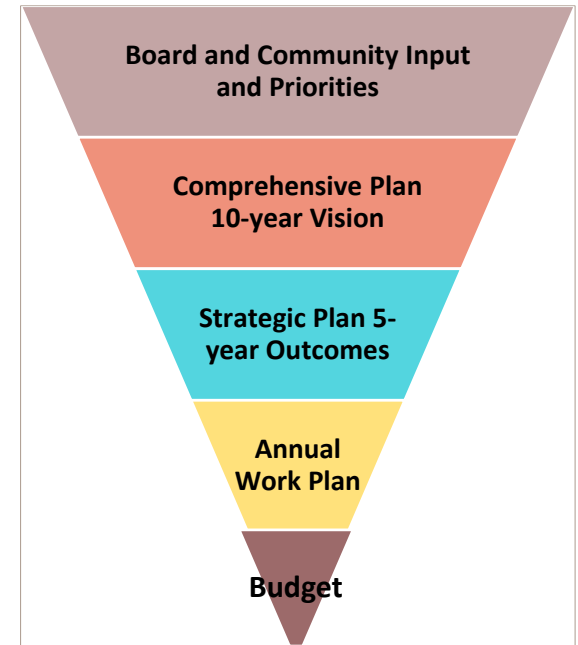 Board and Community Input
and Priorities
Comprehensive Plan
10-year Vision
Strategic Plan 5-
year Outcomes
Annual
Work Plan
Budget